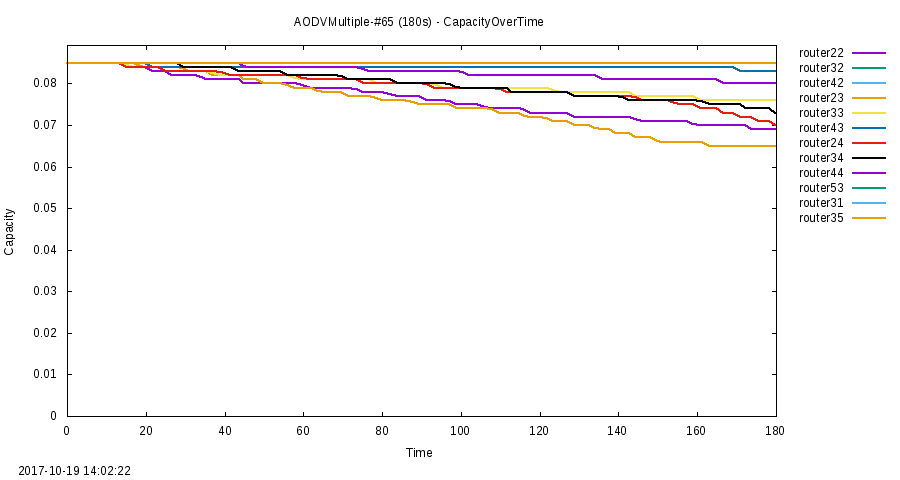 AODVMultiple-#65 (180s) - CapacityOverTime
router22
router32
router42
router23
router33
router43
router24
router34
router44
router53
router31
router35
0.08
0.07
0.06
0.05
0.04
0.03
0.02
0.01
0
Capacity
0 20 40 60 80 100 120 140 160 180
Time
2017-10-19 14:02:22